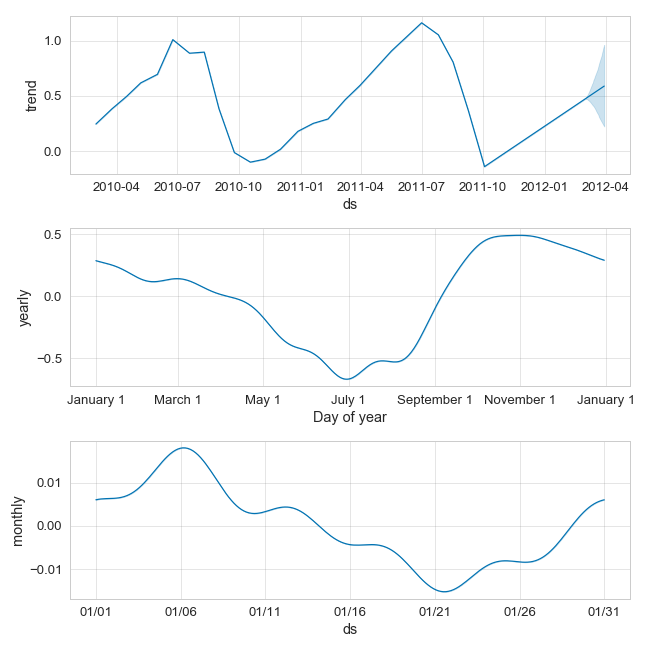 1.0
0.5
0.0
trend
2010-04 2010-07 2010-10 2011-01 2011-04 2011-07 2011-10 2012-01 2012-04
ds
0.5
0.0
−0.5
yearly
January 1 March 1 May 1 July 1 September 1 November 1 January 1
Day of year
0.01
0.00
−0.01
monthly
01/01 01/06 01/11 01/16 01/21 01/26 01/31
ds